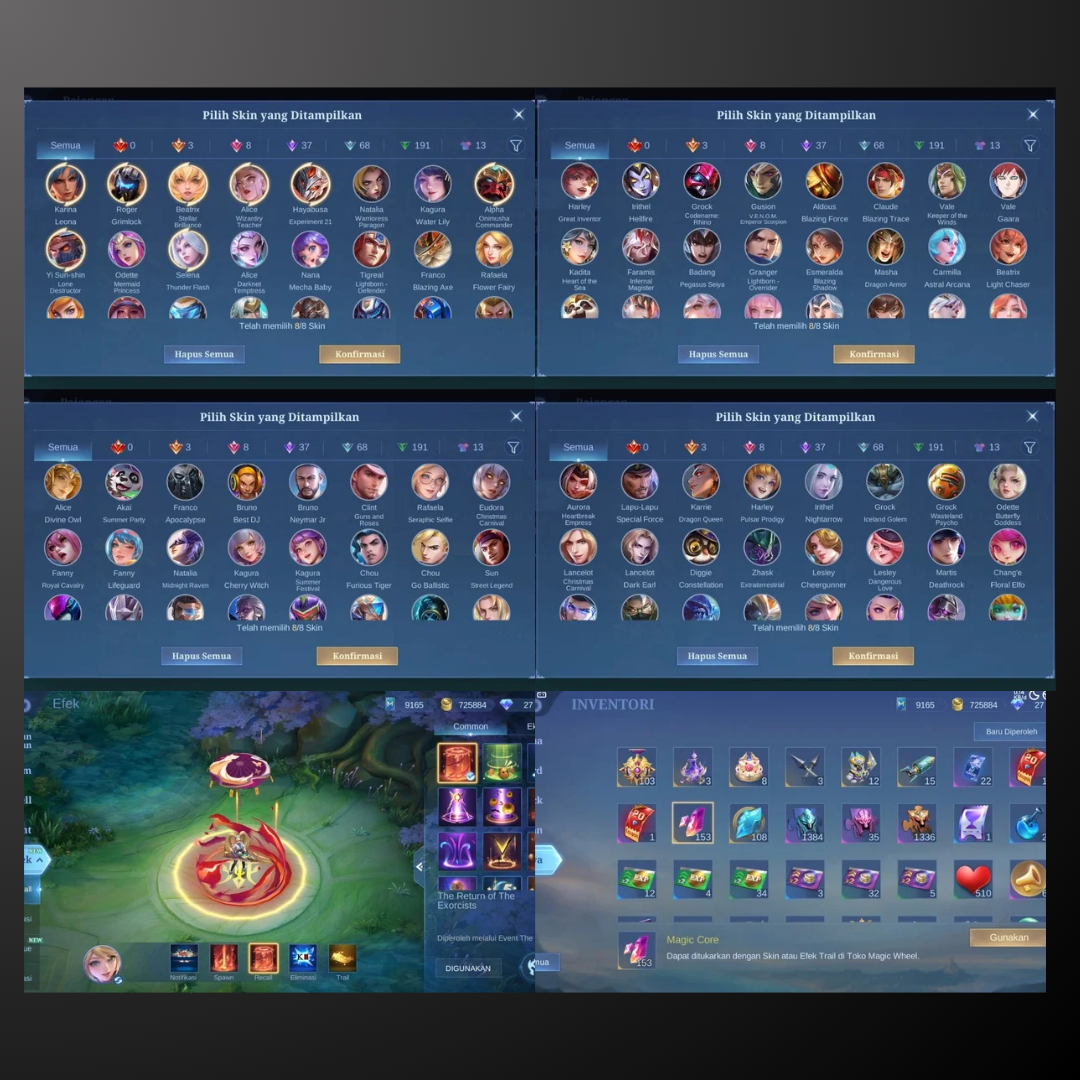 Pilih Skin yang Ditampilkan
Semua 0 3 8 37 68 191 13
Karina Roger Beatrix Alice Hayabusa Natalia Kagura Alpha
Leona Grimlock Stellar Brilliance Wizardry Teacher Experiment 21 Warrioress Paragon Water Lily Onimusha Commander
Yi Sun-shin Odette Selena Alice Nana Tigreal Franco Rafaela
Lone Destructor Mermaid Princess Thunder Flash Darknet Temptress Mecha Baby Lightborn - Defender Blazing Axe Flower Fairy
Telah memilih 8/8 Skin
Hapus Semua Konfirmasi
Pilih Skin yang Ditampilkan
Semua 0 3 8 37 68 191 13
Harley Irithel Grock Gusion Aldous Claude Vale Vale
Great Inventor Hellfire Codename: Rhino V.E.N.O.M. Emperor Scorpion Blazing Force Blazing Trace Keeper of the Winds Gaara
Kadita Faramis Badang Granger Esmeralda Masha Carmilla Beatrix
Heart of the Sea Infernal Magister Pegasus Seiya Lightborn - Overrider Blazing Shadow Dragon Armor Astral Arcana Light Chaser
Telah memilih 8/8 Skin
Hapus Semua Konfirmasi
Pilih Skin yang Ditampilkan
Semua 0 3 8 37 68 191 13
Alice Akai Franco Bruno Bruno Clint Rafaela Eudora
Divine Owl Summer Party Apocalypse Best DJ Neymar Jr Guns and Roses Seraphic Selfie Christmas Carnival
Fanny Fanny Natalia Kagura Kagura Chou Chou Sun
Royal Cavalry Lifeguard Midnight Raven Cherry Witch Summer Festival Furious Tiger Go Ballistic Street Legend
Telah memilih 8/8 Skin
Hapus Semua Konfirmasi
Pilih Skin yang Ditampilkan
Semua 0 3 8 37 68 191 13
Aurora Lapu-Lapu Karrie Harley Irithel Grock Grock Odette
Heartbreak Empress Special Force Dragon Queen Pulsar Prodigy Nightarrow Iceland Golem Wasteland Psycho Butterfly Goddess
Lancelot Lancelot Diggie Zhask Lesley Lesley Martis Chang'e
Christmas Carnival Dark Earl Constellation Extraterrestrial Cheergunner Dangerous Love Deathrock Floral Elfo
Telah memilih 8/8 Skin
Hapus Semua Konfirmasi
Efek 9165 725884 27
Common
The Return of The Exorcists
Diperoleh melalui Event The
DIGUNAKAN
NEW
Notifikasi Spawn Recall Eliminasi Trail
INVENTORI 9165 725884 27
Baru Diperoleh
103 3 8 3 12 15 22 20
20 1 153 108 1384 35 1336 1
12 4 34 3 32 5 510
Magic Core
153
Dapat ditukarkan dengan Skin atau Efek Trail di Toko Magic Wheel.
Gunakan